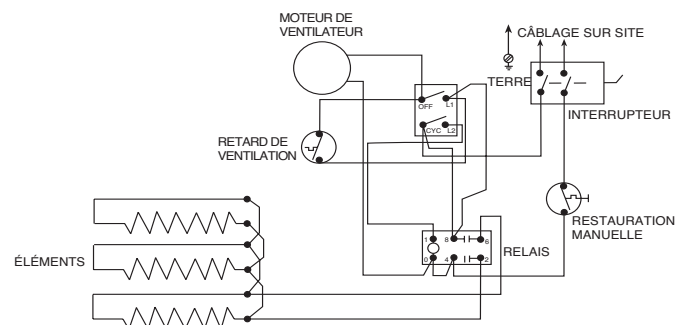 MOTEUR DE
VENTILATEUR
CÂBLAGE SUR SITE
TERRE
INTERRUPTEUR
OFF
L1
CYC
L2
RETARD DE
VENTILATION
RESTAURATION
MANUELLE
1
8
6
RELAIS
0
4
2
ÉLÉMENTS